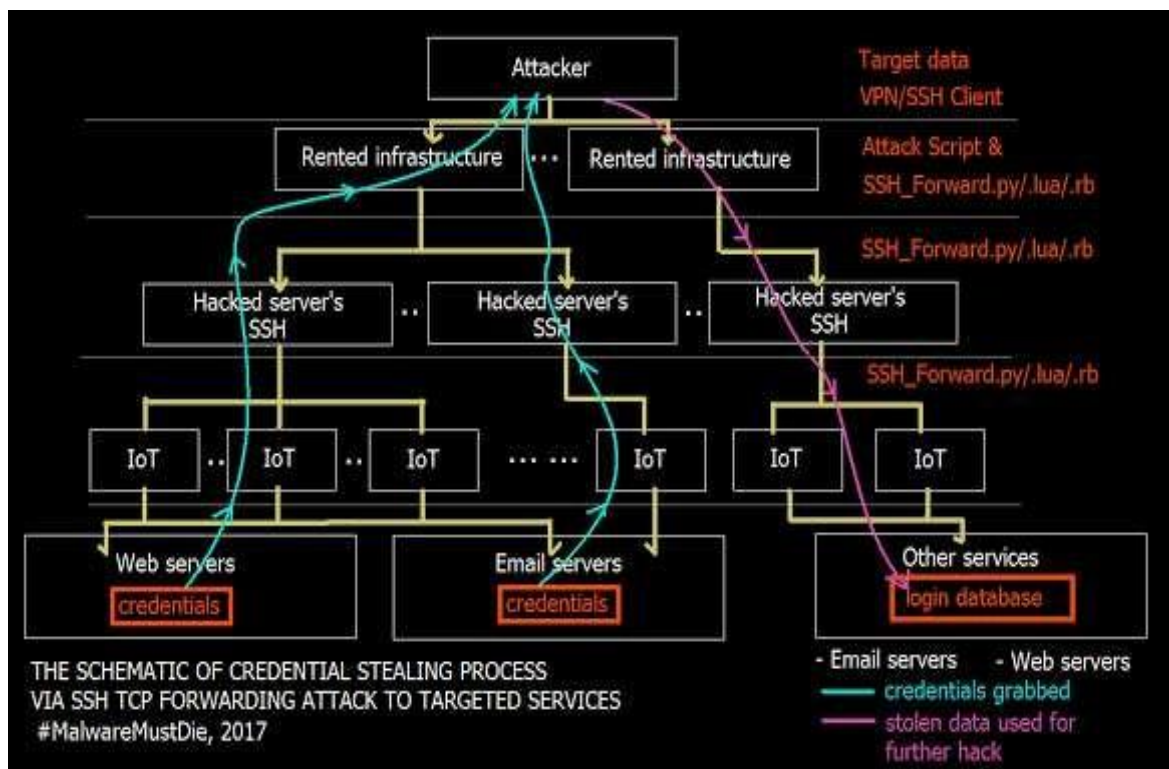 Attacker
Target data
VPN/SSH Client
Rented infrastructure ... Rented infrastructure
Attack Script &
SSH_Forward.py/.lua/.rb
SSH_Forward.py/.lua/.rb
Hacked server's
SSH
..
Hacked server's
SSH
..
Hacked server's
SSH
SSH_Forward.py/.lua/.rb
IoT .. IoT .. IoT ... ... IoT IoT IoT
Web servers
credentials
Email servers
credentials
Other services
login database
- Email servers - Web servers
credentials grabbed
stolen data used for
further hack
THE SCHEMATIC OF CREDENTIAL STEALING PROCESS
VIA SSH TCP FORWARDING ATTACK TO TARGETED SERVICES
#MalwareMustDie, 2017